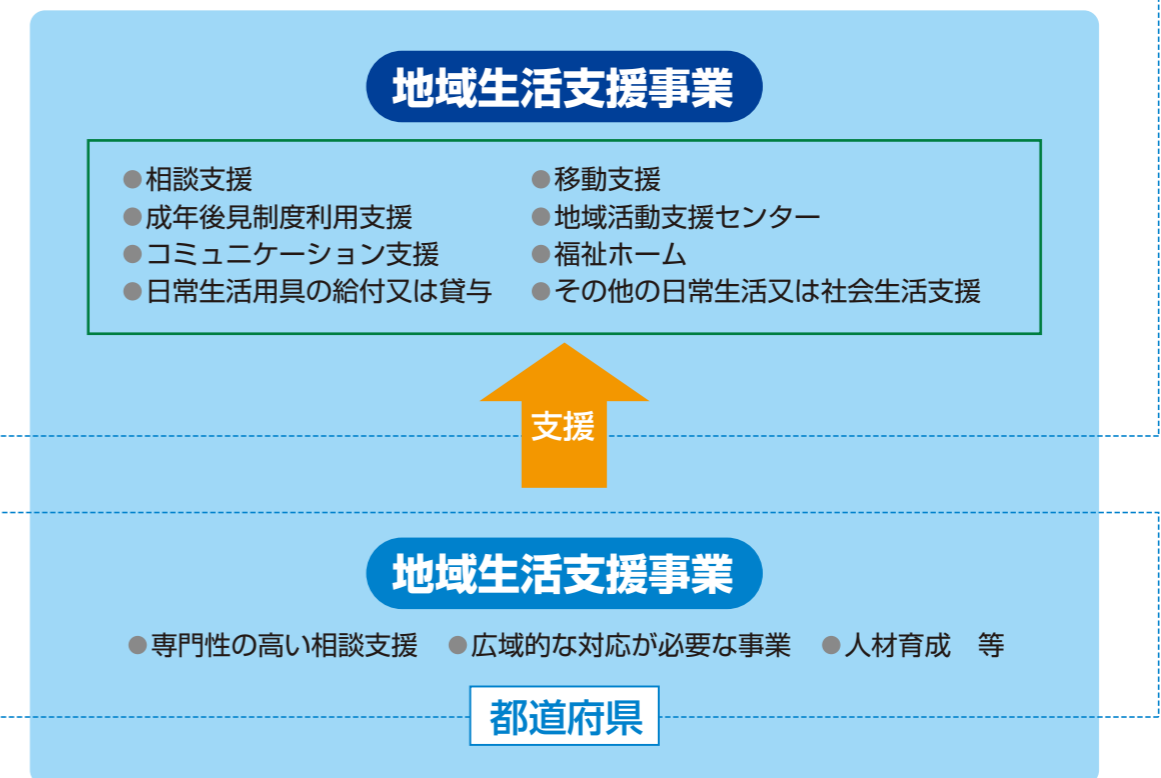 地域生活支援事業
●相談支援
●成年後見制度利用支援
●コミュニケーション支援
●日常生活用具の給付又は貸与
●移動支援
●地域活動支援センター
●福祉ホーム
●その他の日常生活又は社会生活支援
支援
地域生活支援事業
●専門性の高い相談支援 ●広域的な対応が必要な事業 ●人材育成 等
都道府県